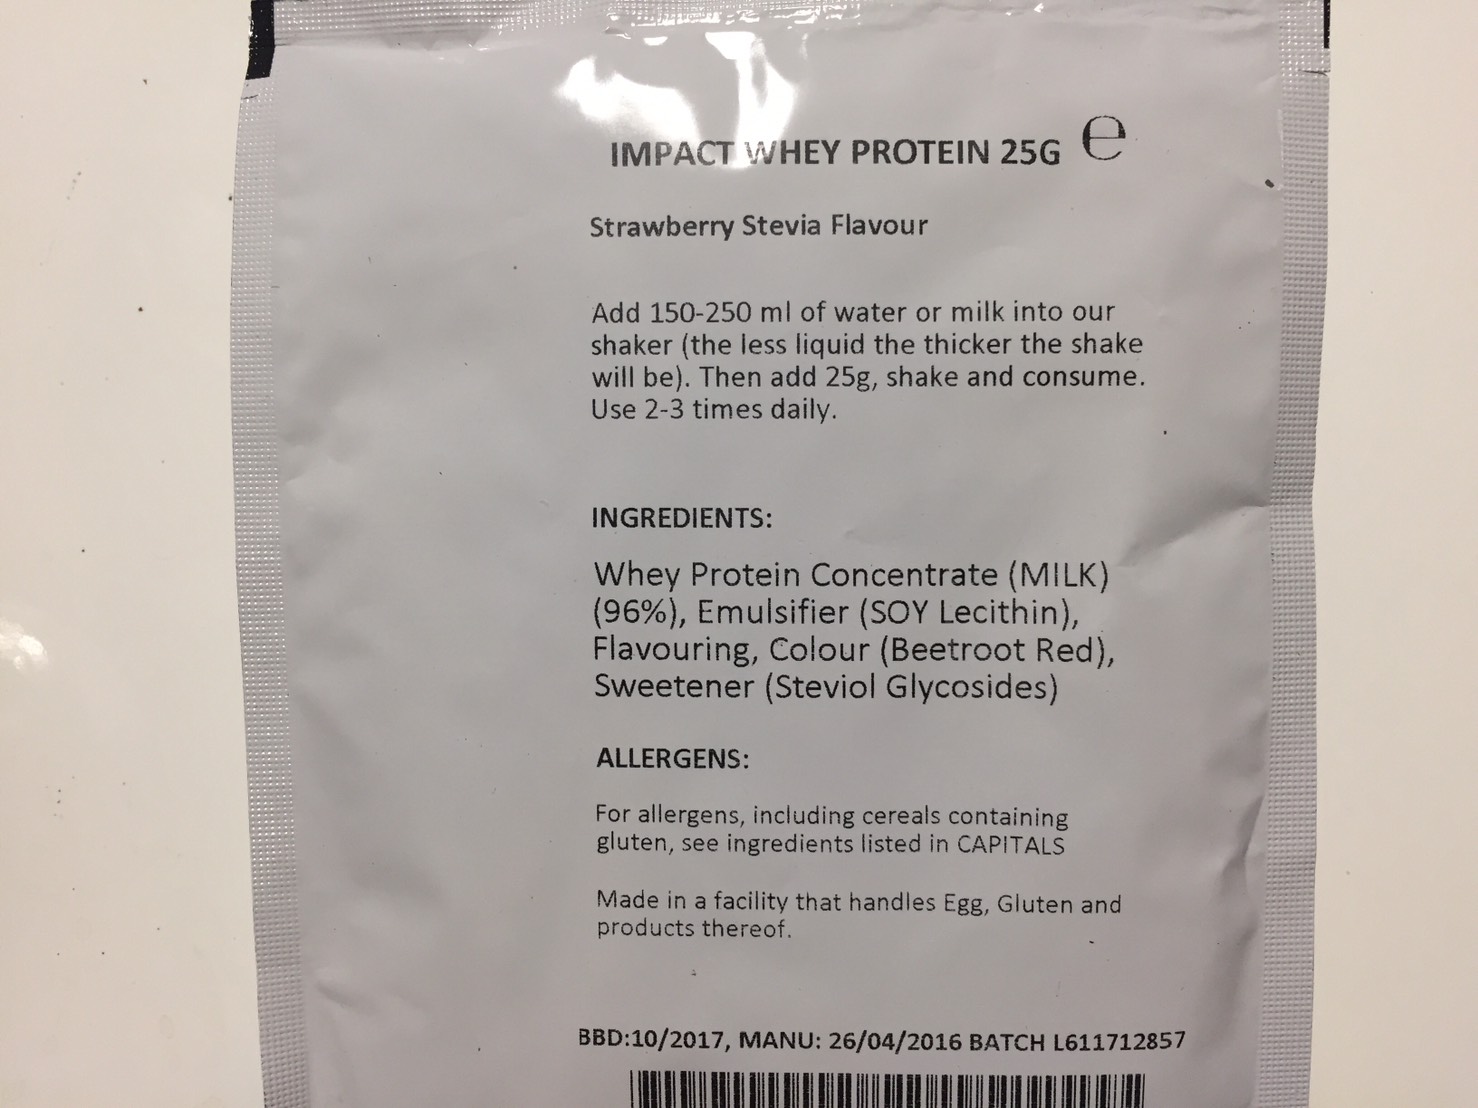 IMPACT WHEY PROTEIN 25G ℮
Strawberry Stevia Flavour
Add 150-250 ml of water or milk into our
shaker (the less liquid the thicker the shake
will be). Then add 25g, shake and consume.
Use 2-3 times daily.
INGREDIENTS:
Whey Protein Concentrate (MILK)
(96%), Emulsifier (SOY Lecithin),
Flavouring, Colour (Beetroot Red),
Sweetener (Steviol Glycosides)
ALLERGENS:
For allergens, including cereals containing
gluten, see ingredients listed in CAPITALS
Made in a facility that handles Egg, Gluten and
products thereof.
BBD:10/2017, MANU: 26/04/2016 BATCH L611712857